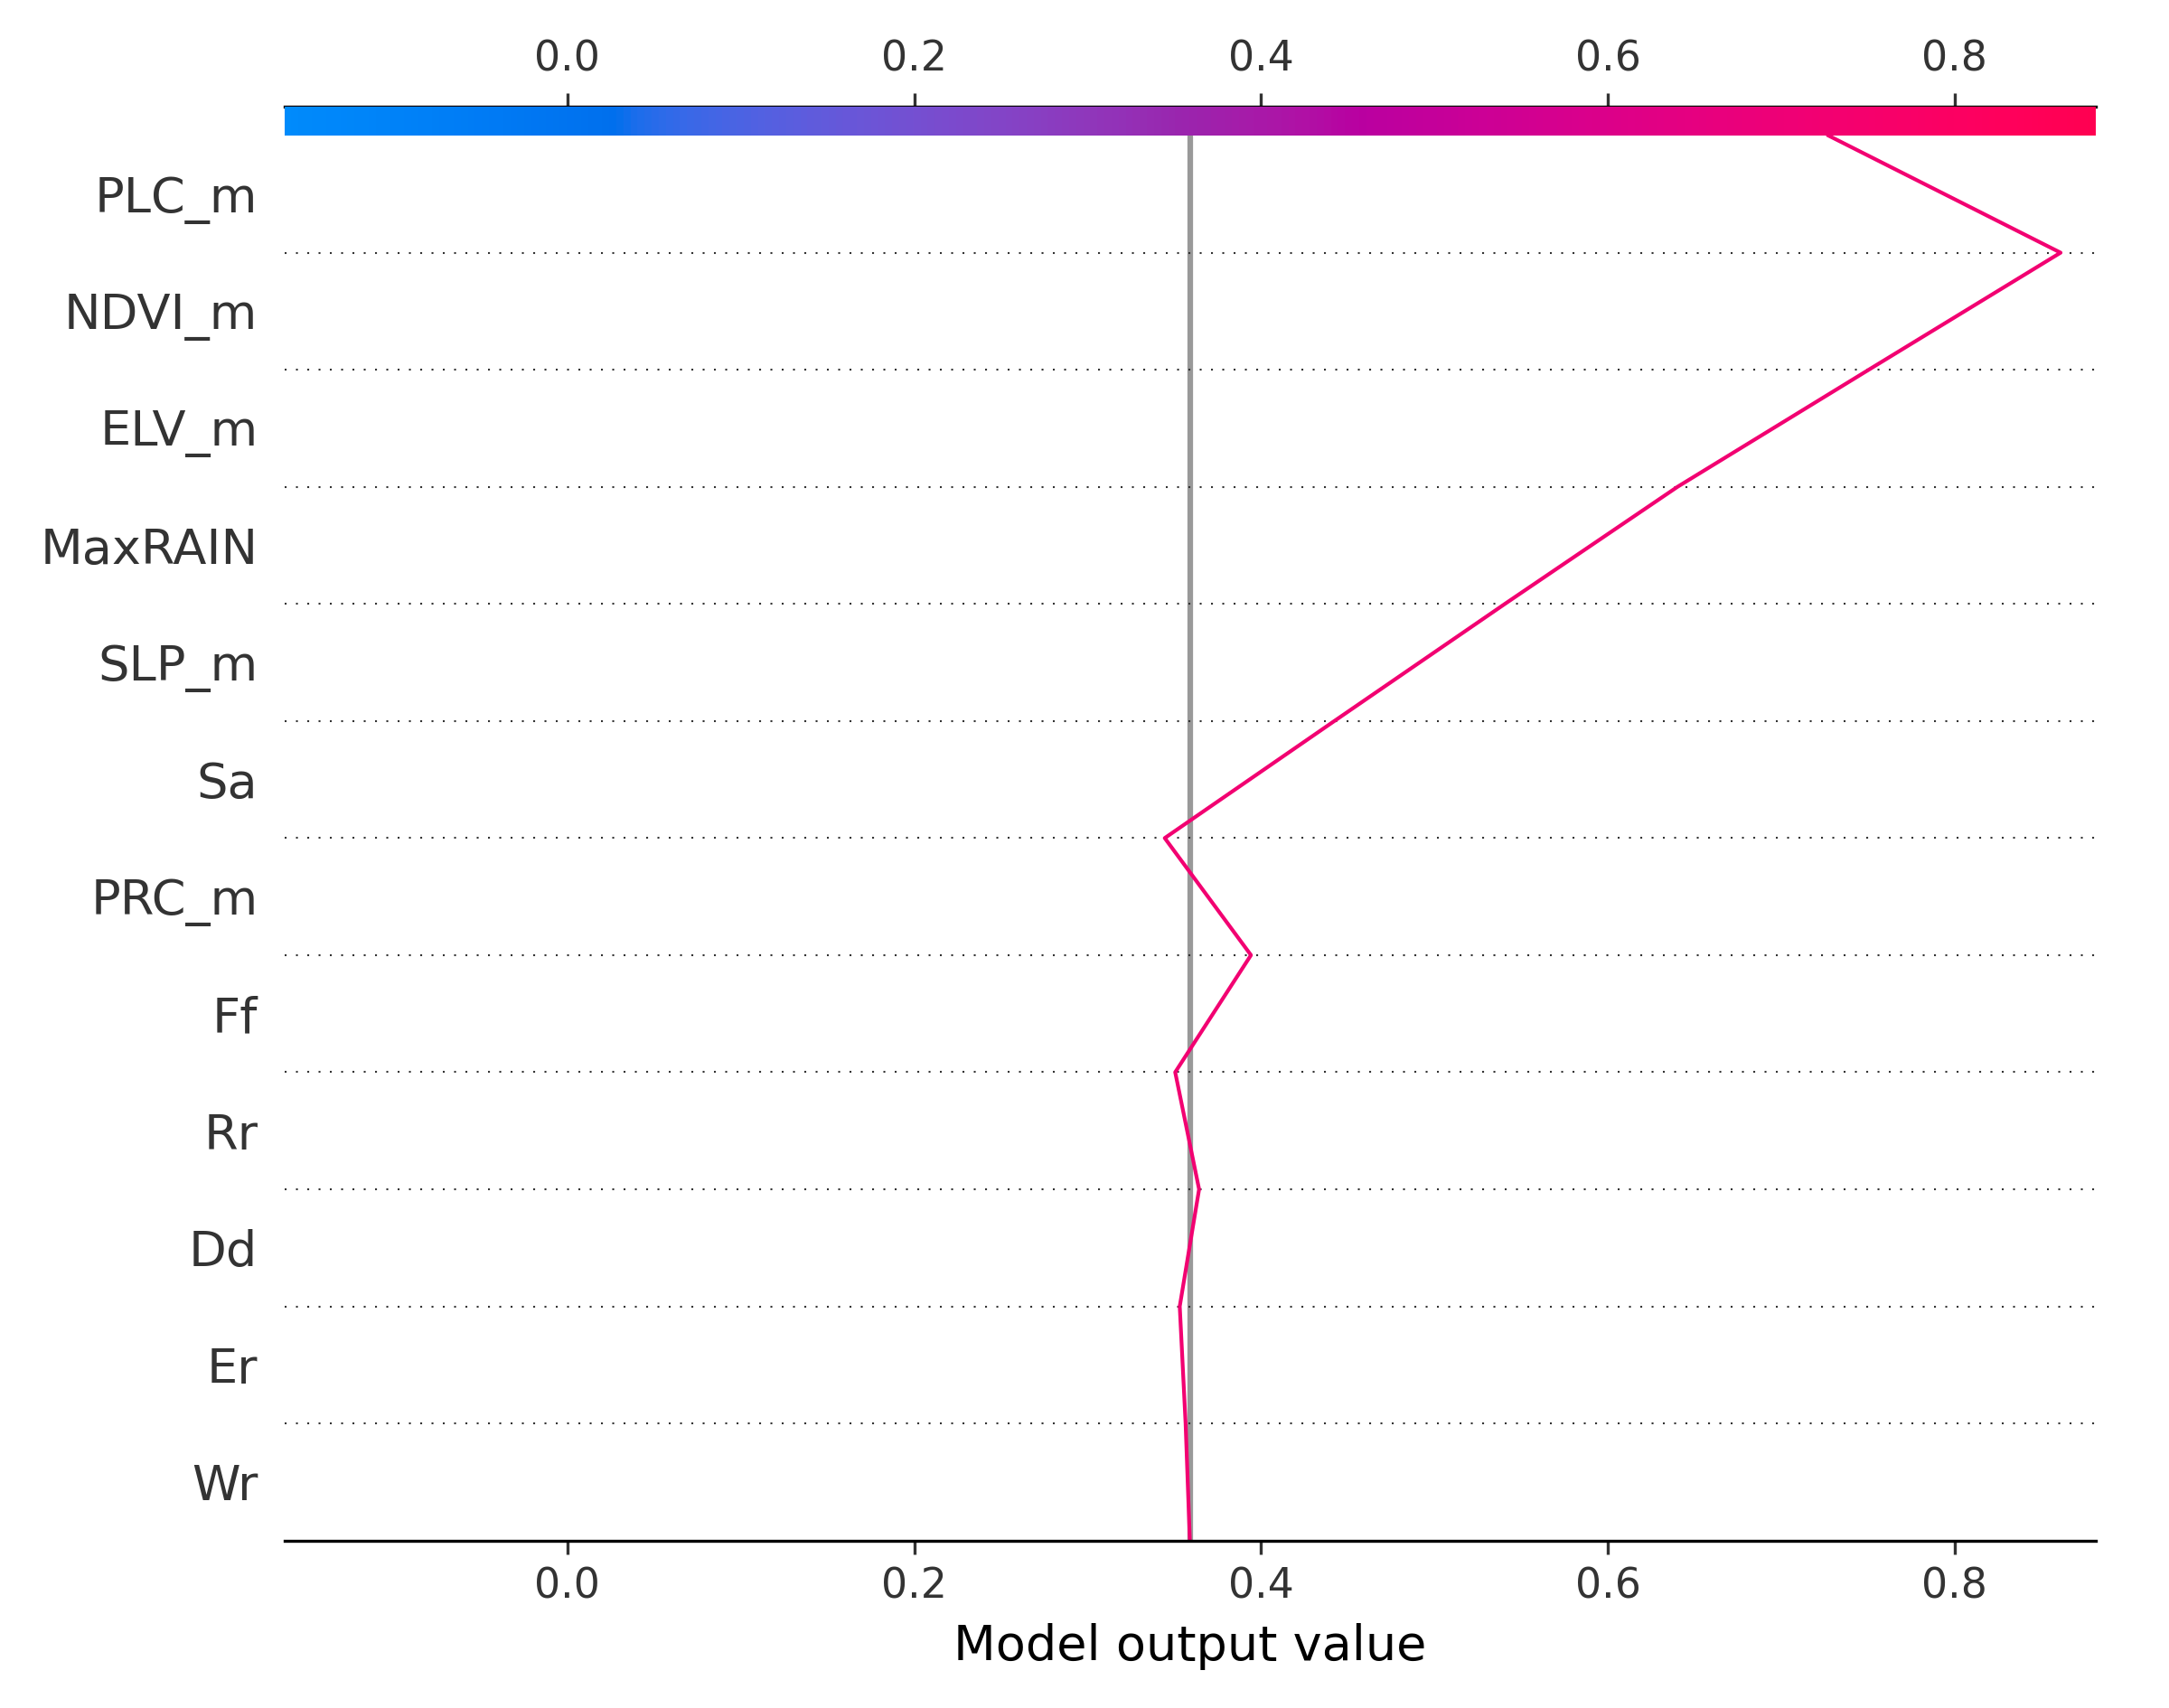 0.0 0.2 0.4 0.6 0.8
PLC_m
NDVI_m
ELV_m
MaxRAIN
SLP_m
Sa
PRC_m
Ff
Rr
Dd
Er
Wr
0.0 0.2 0.4 0.6 0.8
Model output value